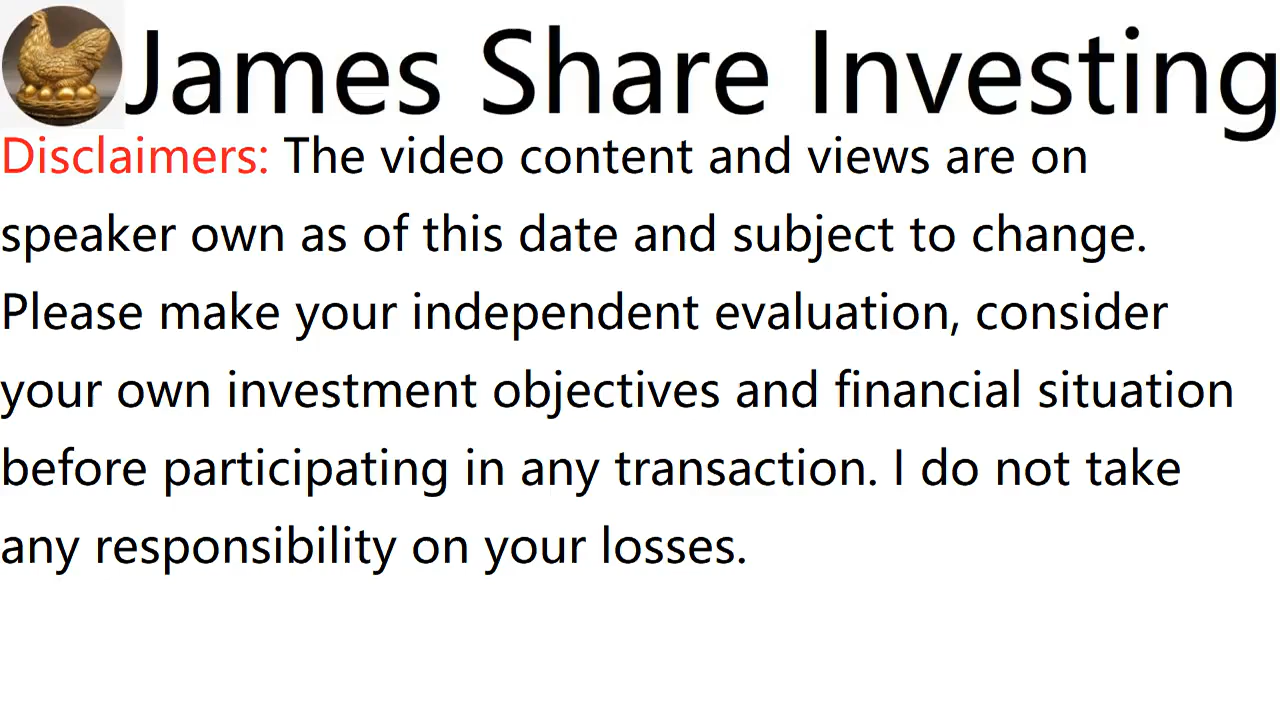 James Share Investing
Disclaimers: The video content and views are on
speaker own as of this date and subject to change.
Please make your independent evaluation, consider
your own investment objectives and financial situation
before participating in any transaction. I do not take
any responsibility on your losses.